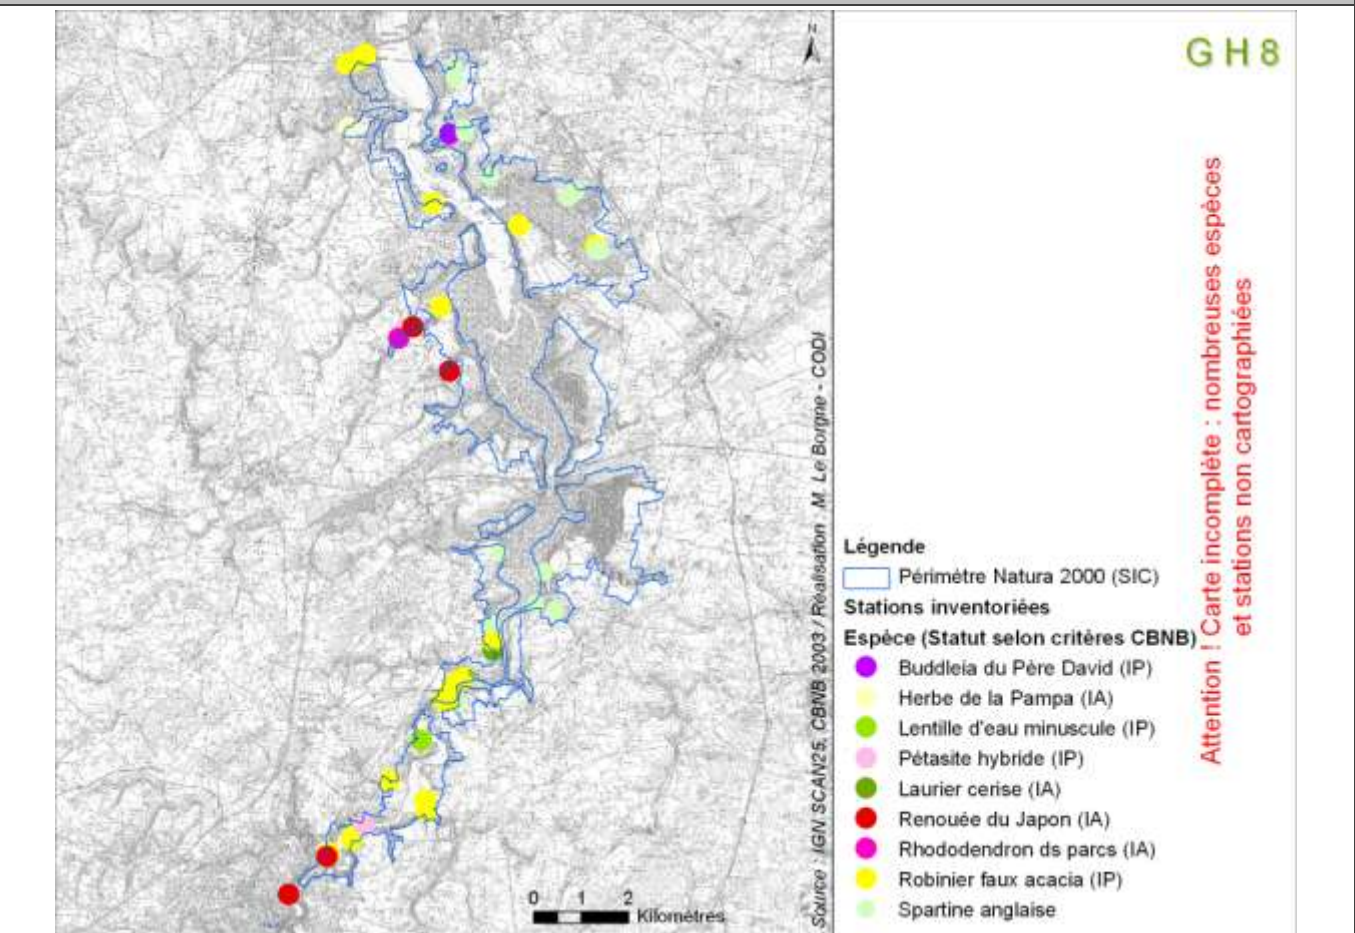 N
G H 8
Attention ! Carte incomplète : nombreuses espèces
et stations non cartographiées
Source : IGN SCAN25, CBNB 2003 / Réalisation : M. Le Borgne - CODI
Légende
Périmètre Natura 2000 (SIC)
Stations inventoriées
Espèce (Statut selon critères CBNB)
Buddleia du Père David (IP)
Herbe de la Pampa (IA)
Lentille d'eau minuscule (IP)
Pétasite hybride (IP)
Laurier cerise (IA)
Renouée du Japon (IA)
Rhododendron ds parcs (IA)
Robinier faux acacia (IP)
Spartine anglaise
0 1 2
Kilomètres